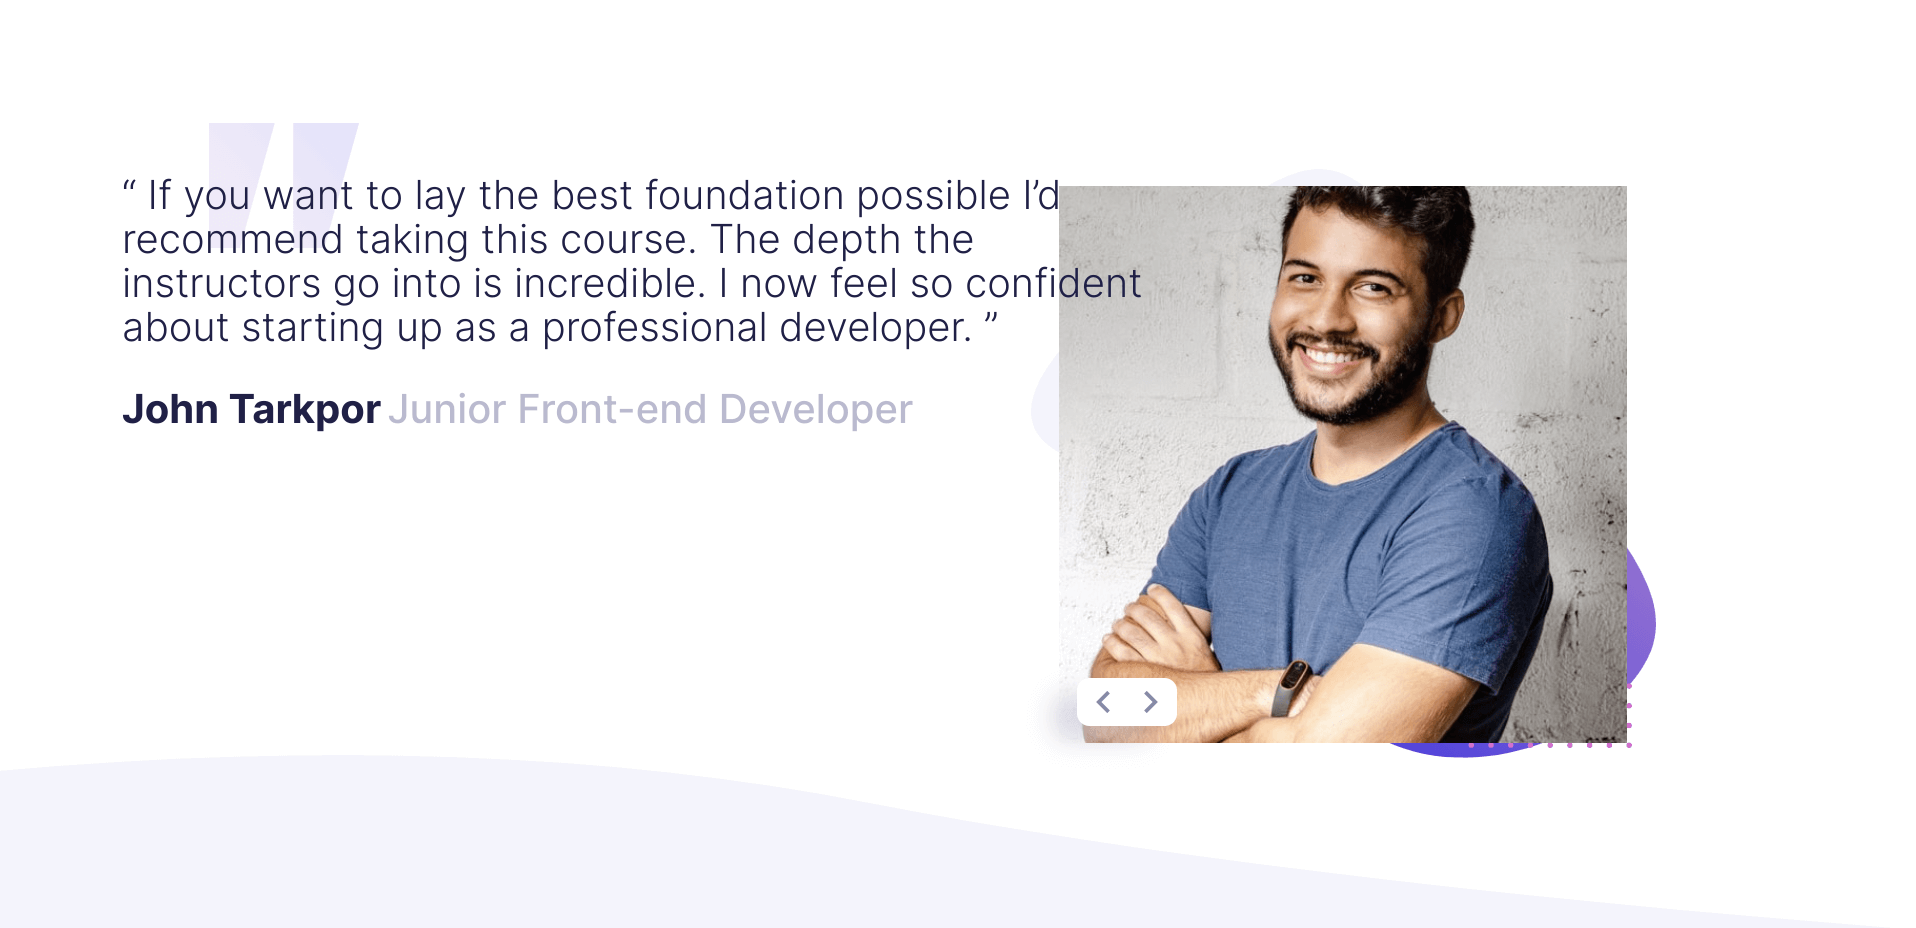 “ If you want to lay the best foundation possible I’d
recommend taking this course. The depth the
instructors go into is incredible. I now feel so confident
about starting up as a professional developer. ”
John Tarkpor Junior Front-end Developer